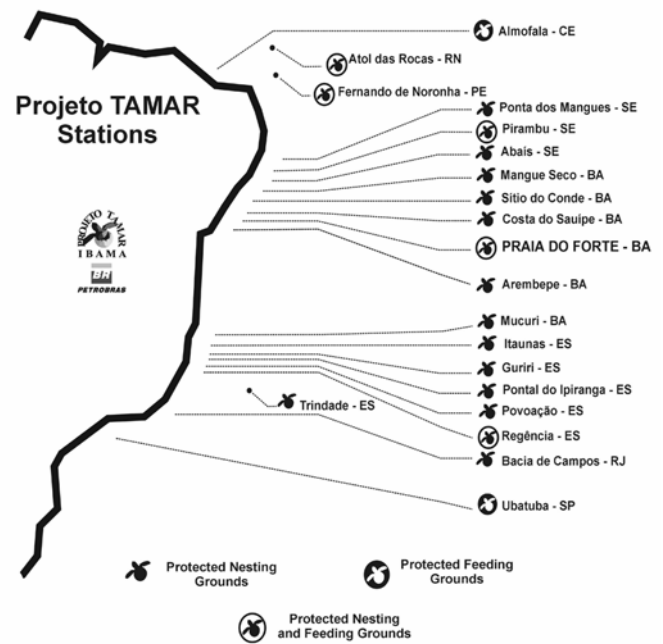 Almofala - CE
Atol das Rocas - RN
Fernando de Noronha - PE
Projeto TAMAR
Stations
Ponta dos Mangues - SE
Pirambu - SE
Abais - SE
Mangue Seco - BA
Sítio do Conde - BA
Costa do Sauipe - BA
PRAIA DO FORTE - BA
Arembepe - BA
PROJETO TAMAR
IBAMA
BR
PETROBRAS
Mucuri - BA
Itaunas - ES
Guriri - ES
Pontal do Ipiranga - ES
Povoação - ES
Trindade - ES
Regência - ES
Bacia de Campos - RJ
Ubatuba - SP
Protected Nesting
Grounds
Protected Feeding
Grounds
Protected Nesting
and Feeding Grounds